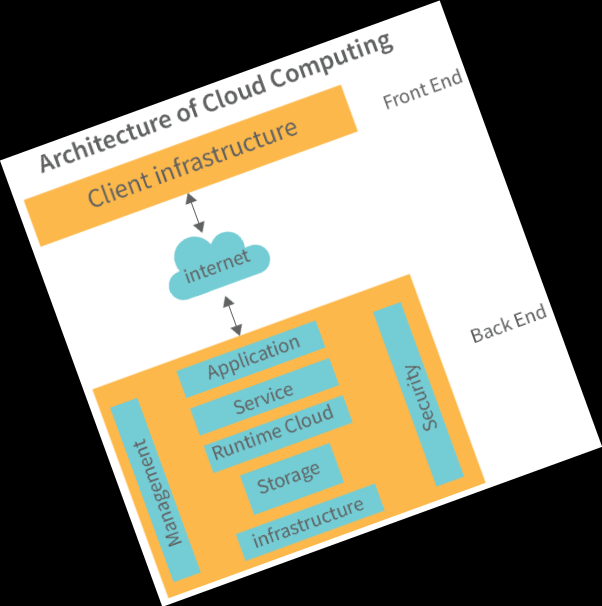 Architecture of Cloud Computing
Front End
Client infrastructure
internet
Back End
Application
Service
Runtime Cloud
Storage
infrastructure
Management
Security